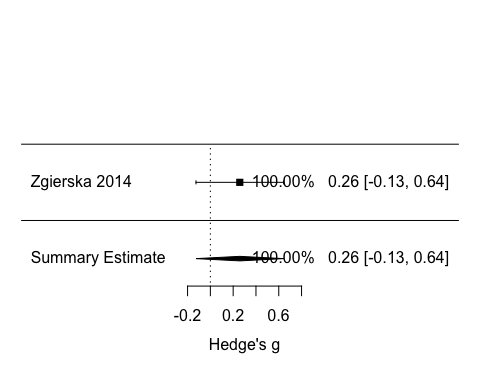 Zgierska 2014 100.00% 0.26 [-0.13, 0.64]
Summary Estimate 100.00% 0.26 [-0.13, 0.64]
-0.2 0.2 0.6
Hedge's g